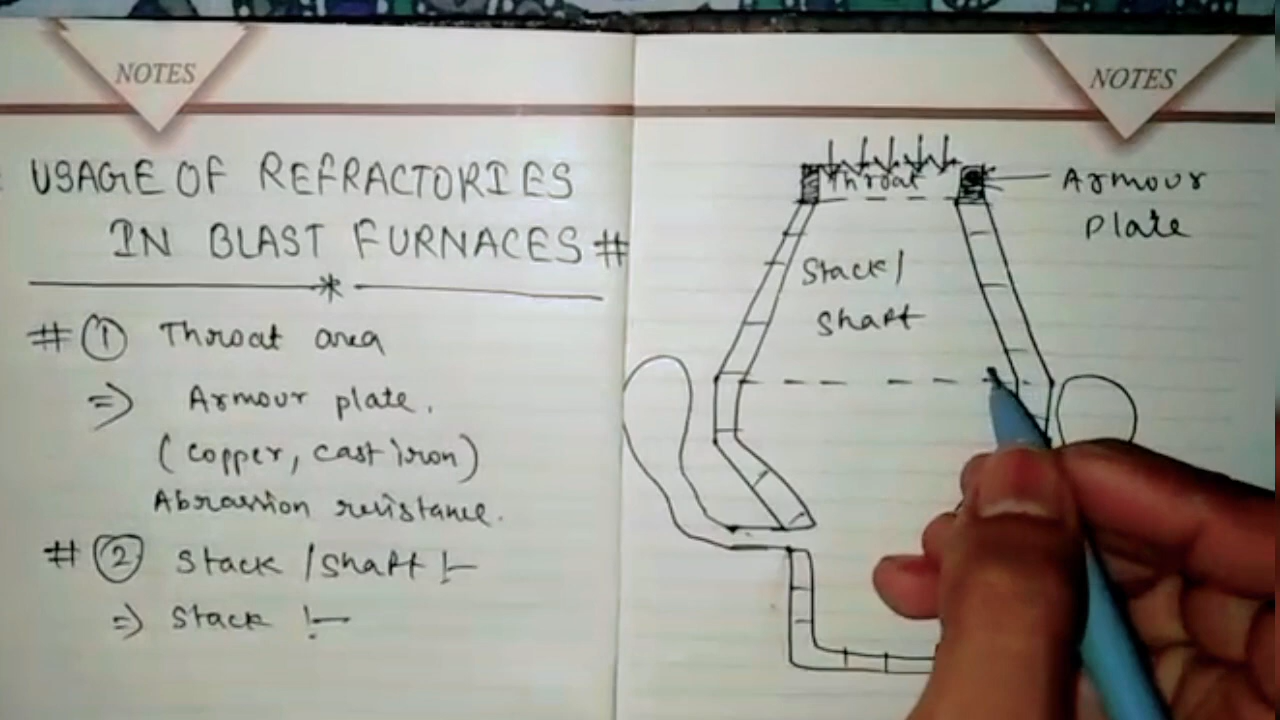 NOTES
USAGE OF REFRACTORIES
IN BLAST FURNACES #
# 1 Throat area
=> Armour plate.
(copper, cast iron)
Abrassion resistance.
# 2 Stack / Shaft :-
=> Stack :-
NOTES
Throat
Armour
plate
Stack/
Shaft